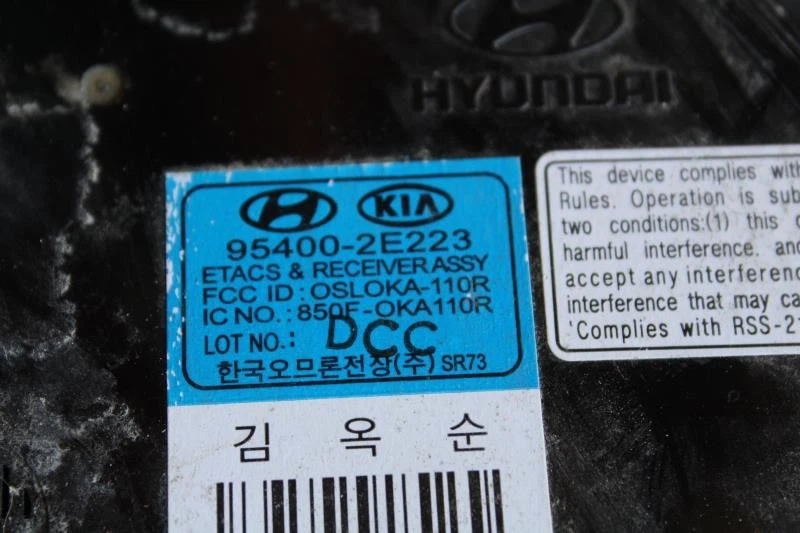 HYUNDAI
KIA
95400-2E223
ETACS & RECEIVER ASSY
FCC ID : OSLOKA-110R
IC NO. : 850F-OKA110R
LOT NO.: DCC
한국오므론전장(주) SR73
김 옥 순
This device complies with
Rules. Operation is sub
two conditions:(1) this
harmful interference, and
accept any interferenc
interference that may ca
'Complies with RSS-21